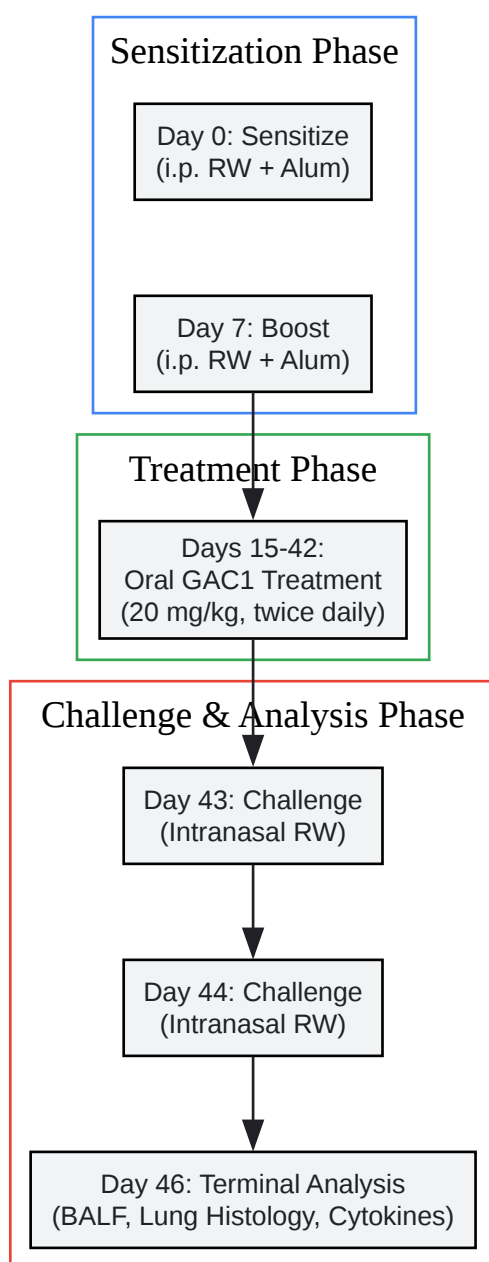 Sensitization Phase
Day 0: Sensitize
(i.p. RW + Alum)
Day 7: Boost
(i.p. RW + Alum)
Treatment Phase
Days 15-42:
Oral GAC1 Treatment
(20 mg/kg, twice daily)
Challenge & Analysis Phase
Day 43: Challenge
(Intranasal RW)
Day 44: Challenge
(Intranasal RW)
Day 46: Terminal Analysis
(BALF, Lung Histology, Cytokines)